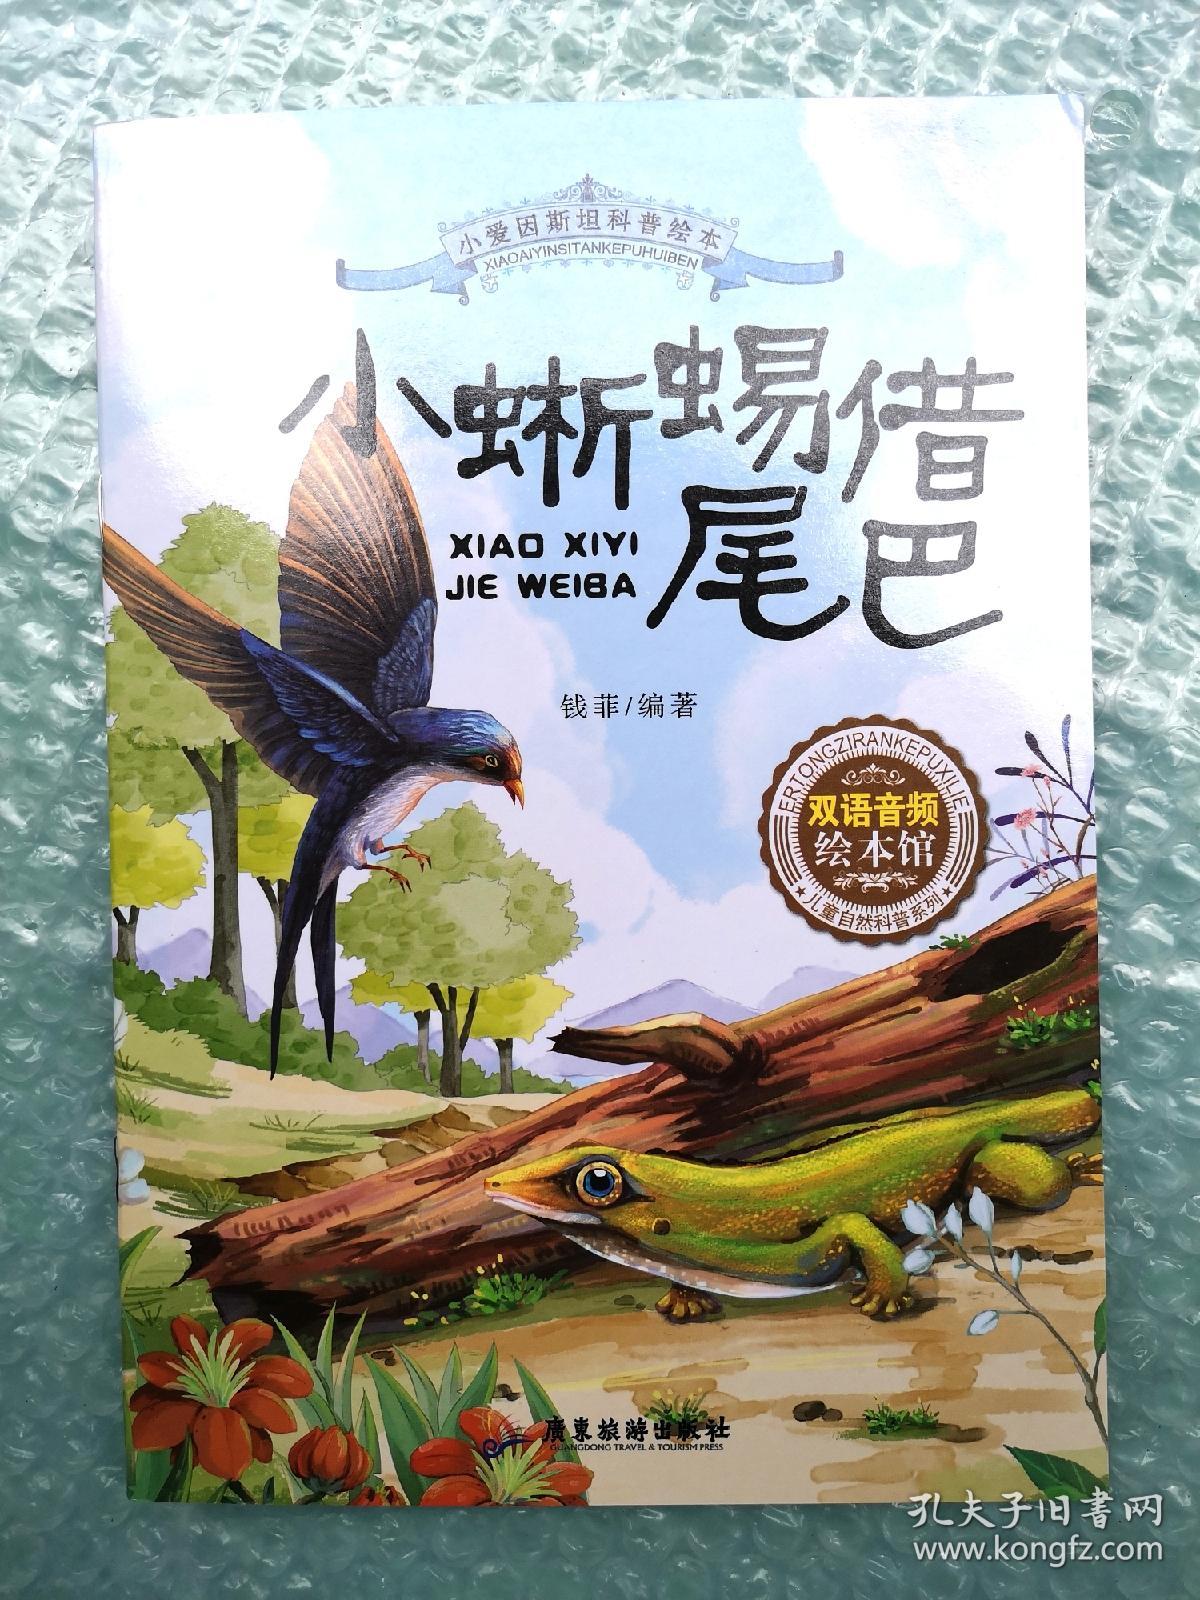 小爱因斯坦科普绘本
XIAOAIYINSITANKEPUHUIBEN
小蜥蜴借
尾巴
XIAO XIYI
JIE WEIBA
钱菲/编著
ERTONGZIRANKEPUXILIE
双语音频
绘本馆
儿童自然科普系列
廣東旅游出版社
GUANGDONG TRAVEL & TOURISM PRESS
孔夫子旧书网
www.kongfz.com